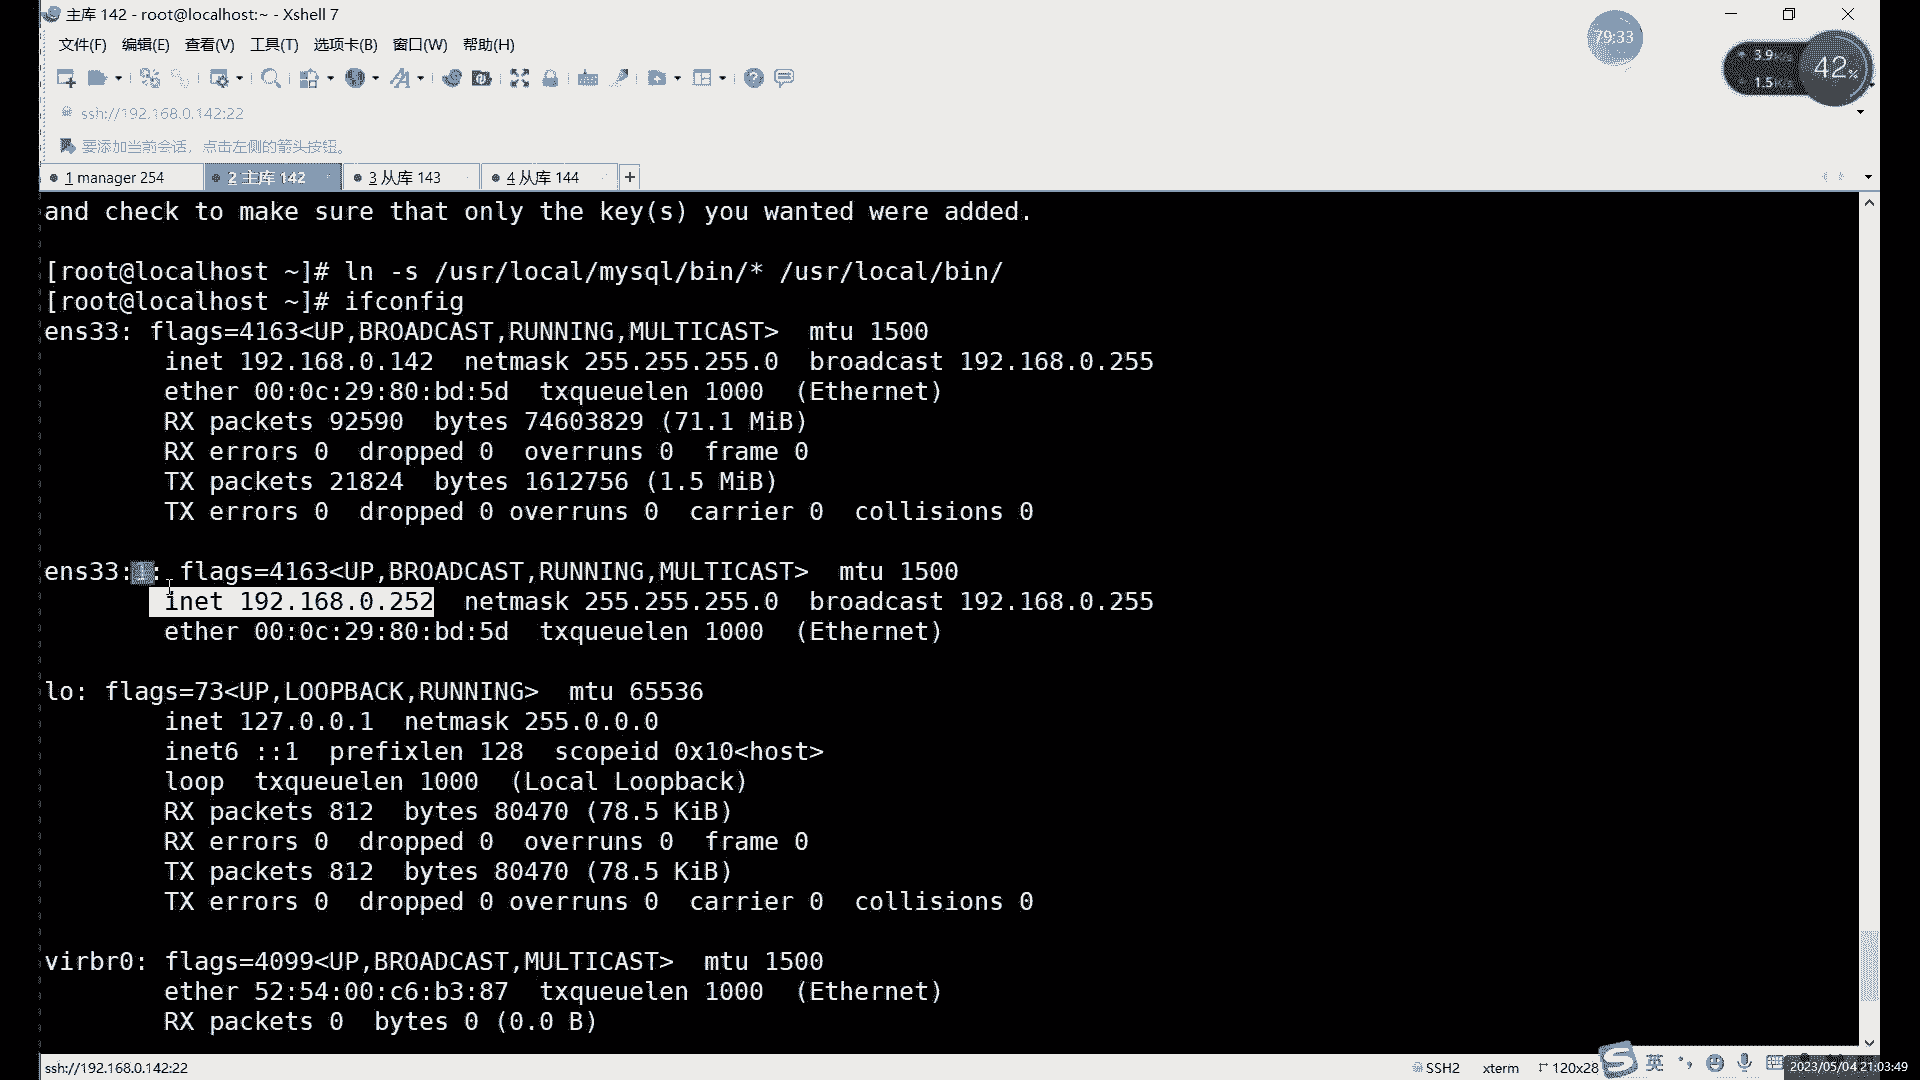 主库 142 - root@localhost:~ - Xshell 7
文件(F) 编辑(E) 查看(V) 工具(T) 选项卡(B) 窗口(W) 帮助(H)
79:33
3.9K/s
1.5K/s
42%
ssh://192.168.0.142:22
要添加当前会话，点击左侧的箭头按钮。
1 manager 254
2 主库 142
3 从库 143
4 从库 144
+
and check to make sure that only the key(s) you wanted were added.
[root@localhost ~]# ln -s /usr/local/mysql/bin/* /usr/local/bin/
[root@localhost ~]# ifconfig
ens33: flags=4163<UP,BROADCAST,RUNNING,MULTICAST>  mtu 1500
        inet 192.168.0.142  netmask 255.255.255.0  broadcast 192.168.0.255
        ether 00:0c:29:80:bd:5d  txqueuelen 1000  (Ethernet)
        RX packets 92590  bytes 74603829 (71.1 MiB)
        RX errors 0  dropped 0  overruns 0  frame 0
        TX packets 21824  bytes 1612756 (1.5 MiB)
        TX errors 0  dropped 0 overruns 0  carrier 0  collisions 0
ens33:1: flags=4163<UP,BROADCAST,RUNNING,MULTICAST>  mtu 1500
        inet 192.168.0.252  netmask 255.255.255.0  broadcast 192.168.0.255
        ether 00:0c:29:80:bd:5d  txqueuelen 1000  (Ethernet)
lo: flags=73<UP,LOOPBACK,RUNNING>  mtu 65536
        inet 127.0.0.1  netmask 255.0.0.0
        inet6 ::1  prefixlen 128  scopeid 0x10<host>
        loop  txqueuelen 1000  (Local Loopback)
        RX packets 812  bytes 80470 (78.5 KiB)
        RX errors 0  dropped 0  overruns 0  frame 0
        TX packets 812  bytes 80470 (78.5 KiB)
        TX errors 0  dropped 0 overruns 0  carrier 0  collisions 0
virbr0: flags=4099<UP,BROADCAST,MULTICAST>  mtu 1500
        ether 52:54:00:c6:b3:87  txqueuelen 1000  (Ethernet)
        RX packets 0  bytes 0 (0.0 B)
ssh://192.168.0.142:22
SSH2
xterm
120x28
英
2023/05/04 21:03:49